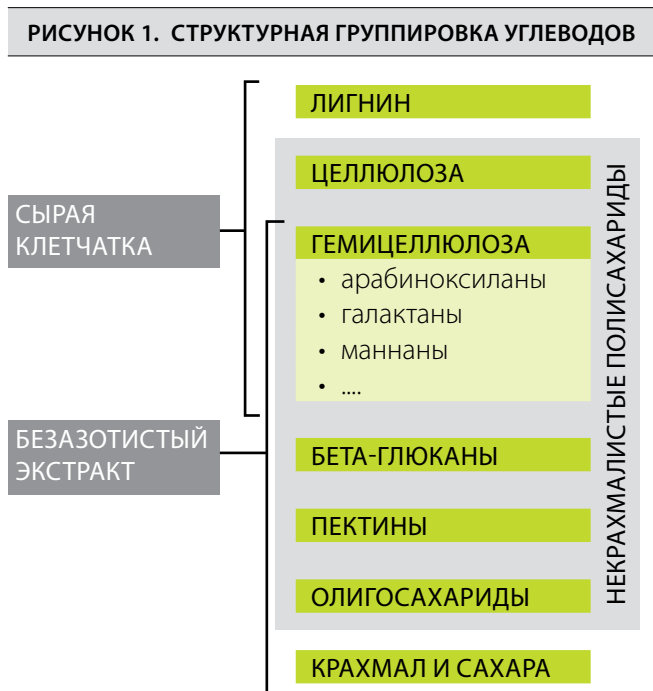 РИСУНОК 1. СТРУКТУРНАЯ ГРУППИРОВКА УГЛЕВОДОВ
ЛИГНИН
ЦЕЛЛЮЛОЗА
СЫРАЯ
КЛЕТЧАТКА
ГЕМИЦЕЛЛЮЛОЗА
• арабиноксиланы
• галактаны
• маннаны
• ....
НЕКРАХМАЛИСТЫЕ ПОЛИСАХАРИДЫ
БЕЗАЗОТИСТЫЙ
ЭКСТРАКТ
БЕТА-ГЛЮКАНЫ
ПЕКТИНЫ
ОЛИГОСАХАРИДЫ
КРАХМАЛ И САХАРА